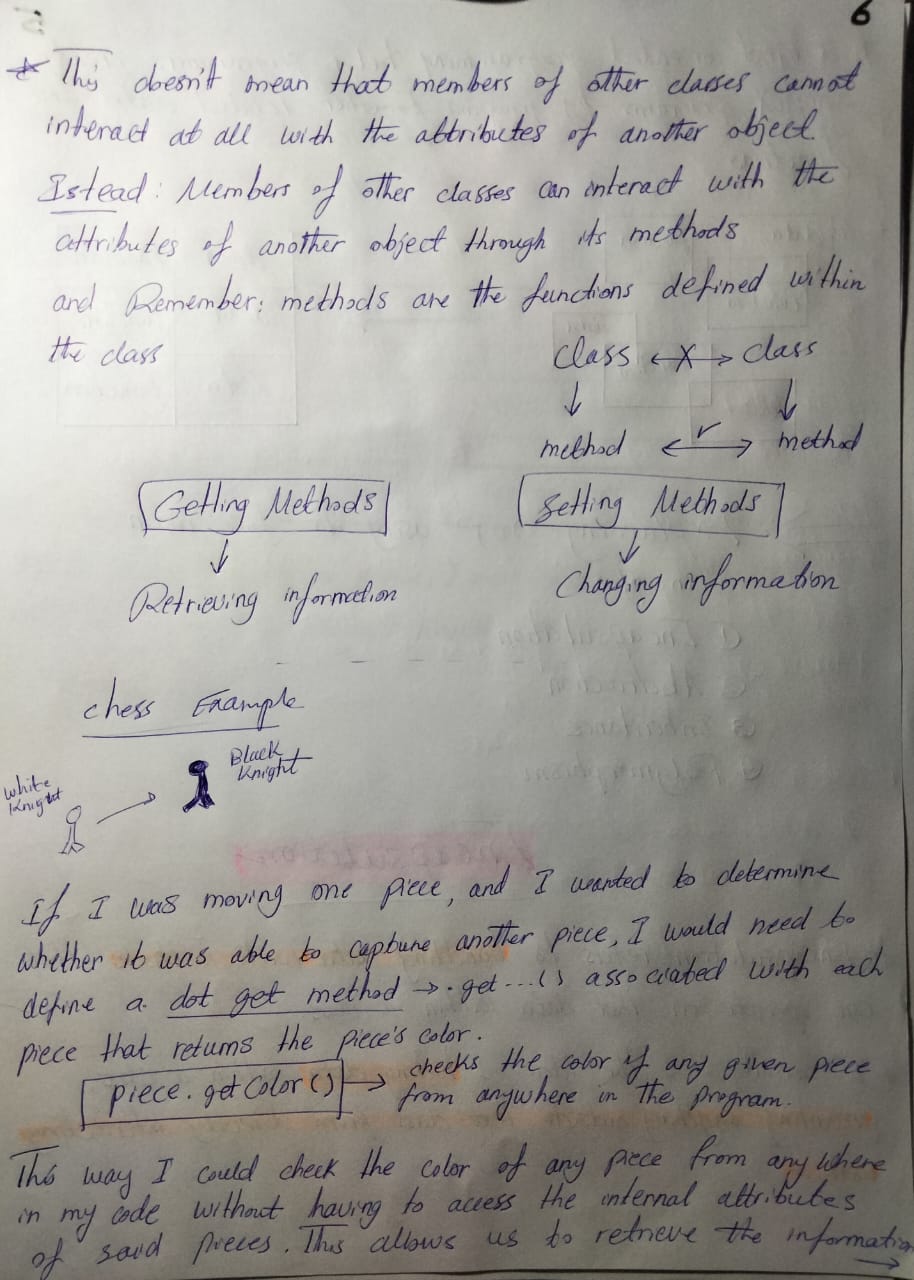 6
* This doesn't mean that members of other classes cannot
interact at all with the attributes of another object
Istead: Members of other classes can interact with the
attributes of another object through its methods
and Remember: methods are the functions defined within
the class
Class ←X→ Class
↓ ↓
method ←r→ method
Getting Methods Setting Methods
↓ ↓
Retrieving information Changing information
chess Example
White Knight → Black Knight
If I was moving one piece, and I wanted to determine
whether it was able to capture another piece, I would need to
define a dot get method → .get...() associated with each
piece that returns the piece's color.
piece.getColor() → checks the color of any given piece
from anywhere in the program.
This way I could check the color of any piece from anywhere
in my code without having to access the internal attributes
of said pieces. This allows us to retrieve the information
→